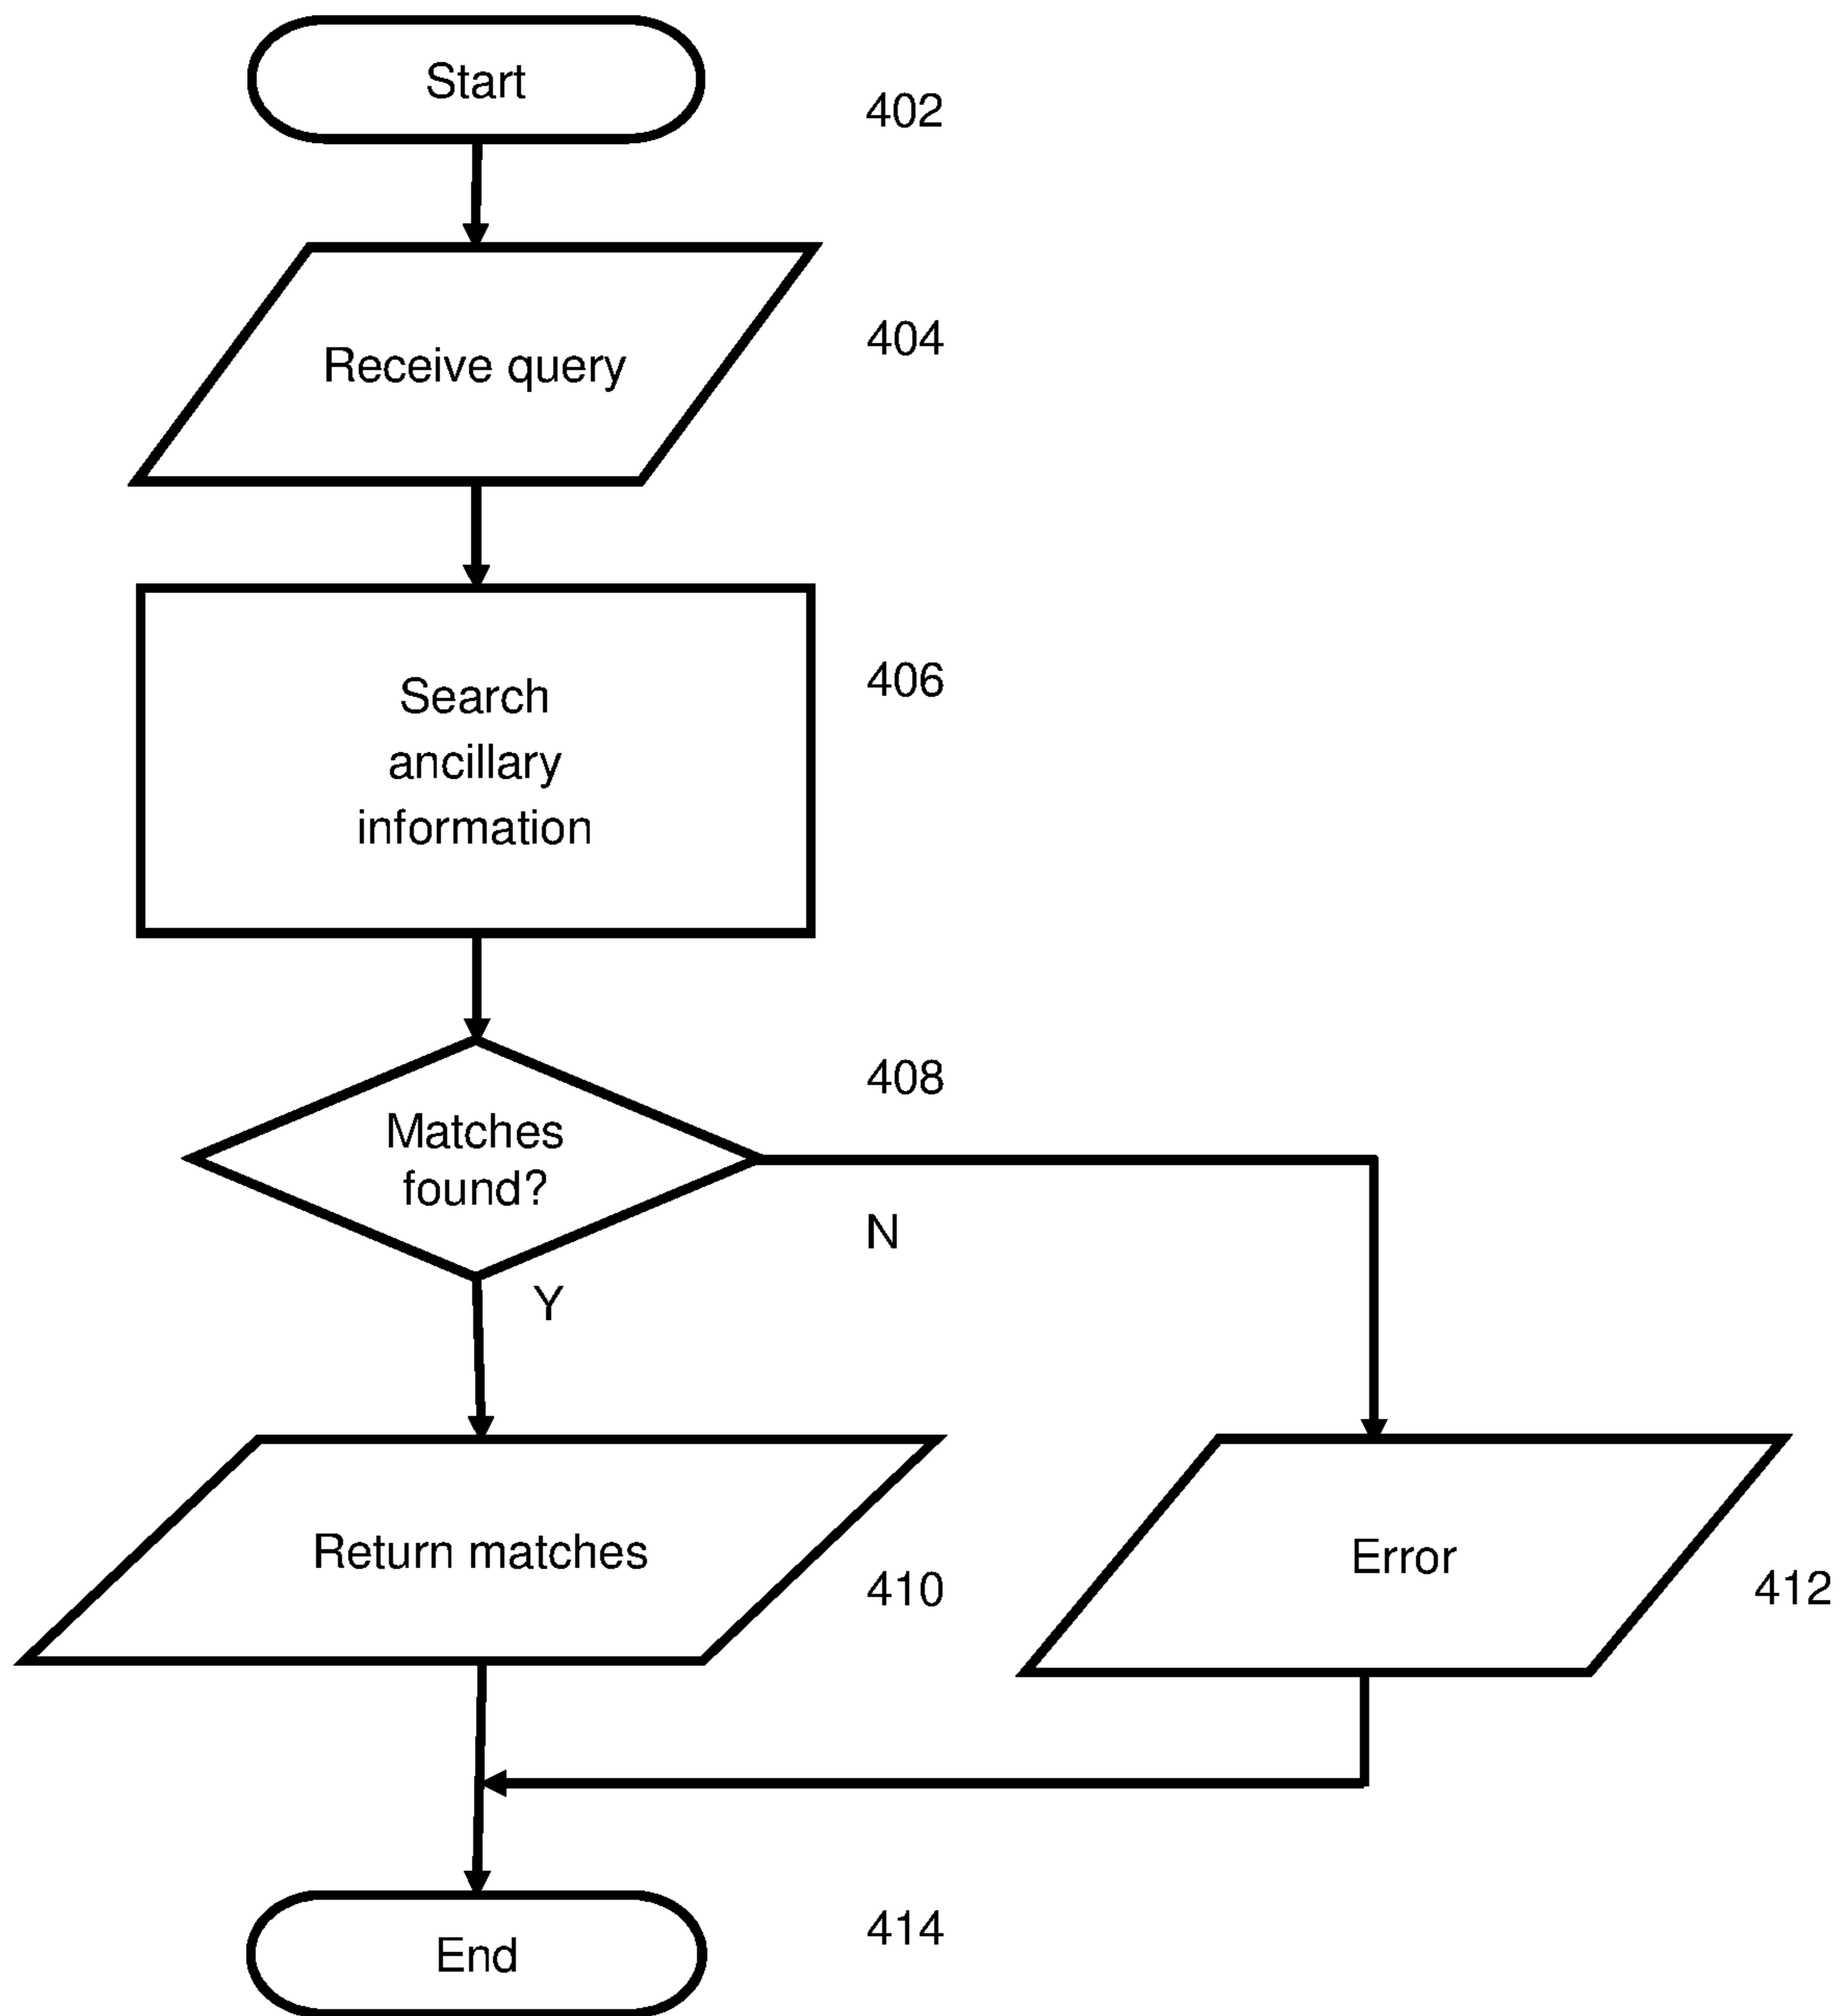 Start
402
404
Receive query
406
Search
ancillary
information
408
Matches
found?
N
Y
Return matches
410
Error
412
414
End